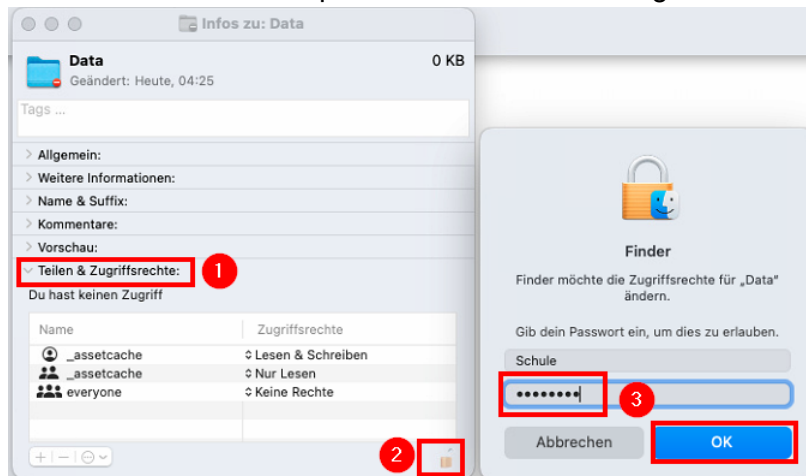 Infos zu: Data
Data
0 KB
Geändert: Heute, 04:25
Tags ...
Allgemein:
Weitere Informationen:
Name & Suffix:
Kommentare:
Vorschau:
Teilen & Zugriffsrechte:
1
Du hast keinen Zugriff
Name Zugriffsrechte
_assetcache Lesen & Schreiben
_assetcache Nur Lesen
everyone Keine Rechte
2
Finder
Finder möchte die Zugriffsrechte für „Data“
ändern.
Gib dein Passwort ein, um dies zu erlauben.
Schule
••••••••
3
Abbrechen OK